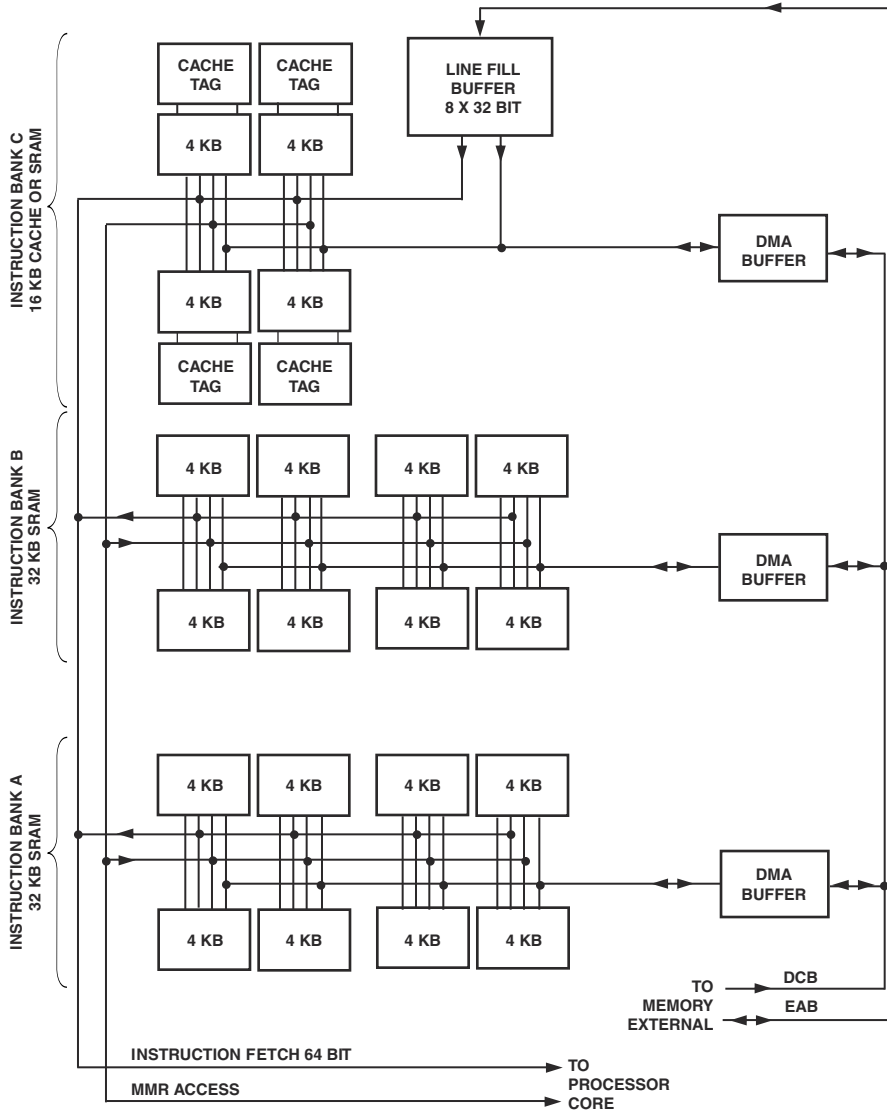 INSTRUCTION BANK C
16 KB CACHE OR SRAM
CACHE
TAG
CACHE
TAG
LINE FILL
BUFFER
8 X 32 BIT
4 KB
4 KB
DMA
BUFFER
4 KB
4 KB
CACHE
TAG
CACHE
TAG
INSTRUCTION BANK B
32 KB SRAM
4 KB
4 KB
4 KB
4 KB
DMA
BUFFER
4 KB
4 KB
4 KB
4 KB
INSTRUCTION BANK A
32 KB SRAM
4 KB
4 KB
4 KB
4 KB
DMA
BUFFER
4 KB
4 KB
4 KB
4 KB
TO
MEMORY
EXTERNAL
DCB
EAB
INSTRUCTION FETCH 64 BIT
MMR ACCESS
TO
PROCESSOR
CORE